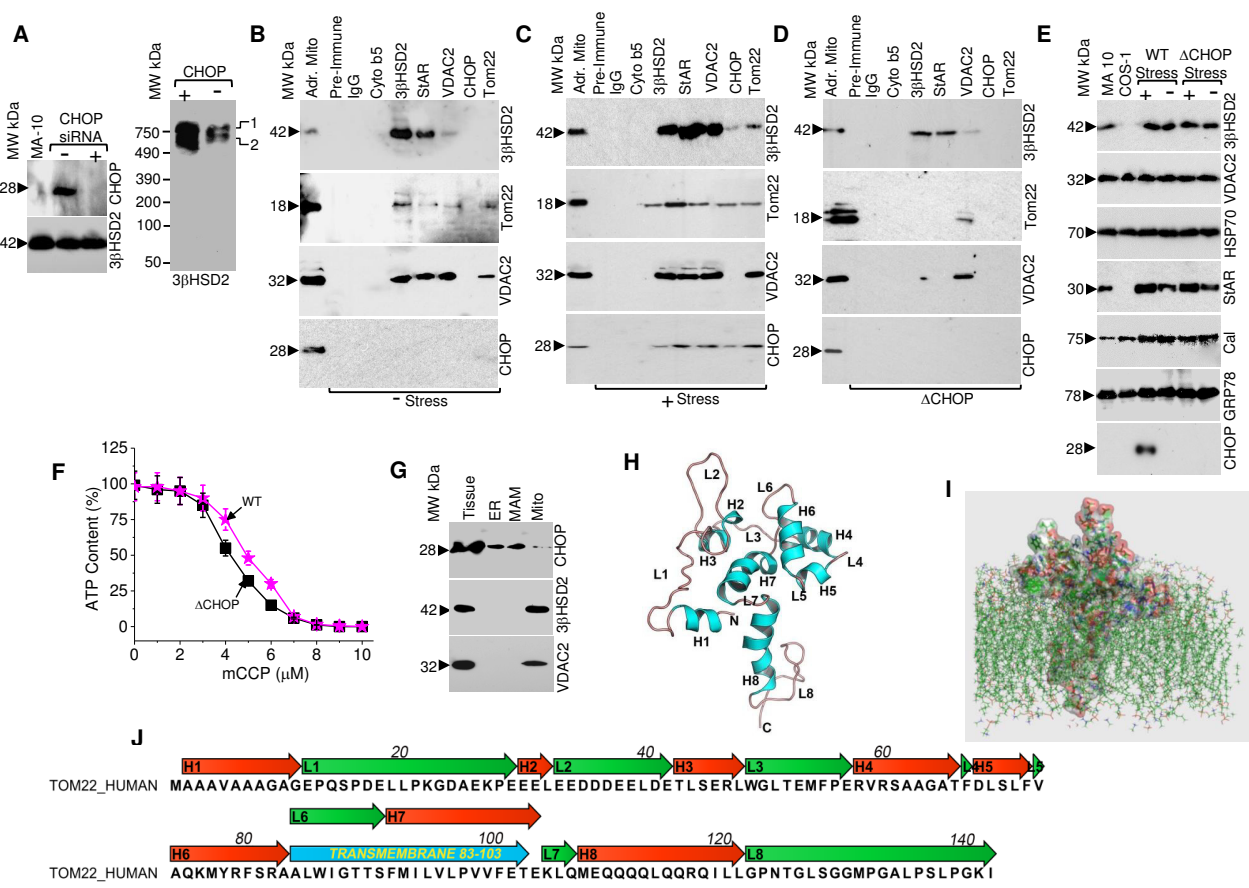 A
MW kDa
MA-10
CHOP
siRNA
- +
28
CHOP
42
3βHSD2
MW kDa
CHOP
+ -
750
490
390
200
100
50
1
2
3βHSD2
B
MW kDa
Adr. Mito
Pre-Immune
IgG
Cyto b5
3βHSD2
StAR
VDAC2
CHOP
Tom22
42
3βHSD2
18
Tom22
32
VDAC2
28
CHOP
- Stress
C
MW kDa
Adr. Mito
Pre-Immune
IgG
Cyto b5
3βHSD2
StAR
VDAC2
CHOP
Tom22
42
3βHSD2
18
Tom22
32
VDAC2
28
CHOP
+ Stress
D
MW kDa
Adr. Mito
Pre-Immune
IgG
Cyto b5
3βHSD2
StAR
VDAC2
CHOP
Tom22
42
3βHSD2
18
Tom22
32
VDAC2
28
CHOP
ΔCHOP
E
MW kDa
MA 10
COS-1
WT ΔCHOP
Stress Stress
+ - + -
42
3βHSD2
32
VDAC2
70
HSP70
30
StAR
75
Cal
78
GRP78
28
CHOP
F
ATP Content (%)
125
100
75
50
25
0
WT
ΔCHOP
0 2 4 6 8 10
mCCP (μM)
G
MW kDa
Tissue
ER
MAM
Mito
28
CHOP
42
3βHSD2
32
VDAC2
H
L2
L6
H2
H6
L3
H4
H3
L4
H7
L1
L5
H5
L7
N
H1
H8
L8
C
I
J
20 40 60
H1 L1 H2 L2 H3 L3 H4 L4 H5 L5
TOM22_HUMAN MAAAVAAAGAGEPQSPDELLPKGDAEKPEEELEEDDDEELDETLSERLWGLTEMFPERVRSAAGATFDLSLFV
L6 H7
80 100 120 140
H6 TRANSMEMBRANE 83-103 L7 H8 L8
TOM22_HUMAN AQKMYRFSRAALWIGTTSFMILVLPVVFETEKLQMEQQQQLQQRQILLGPNTGLSGGMPGALPSLPGKI